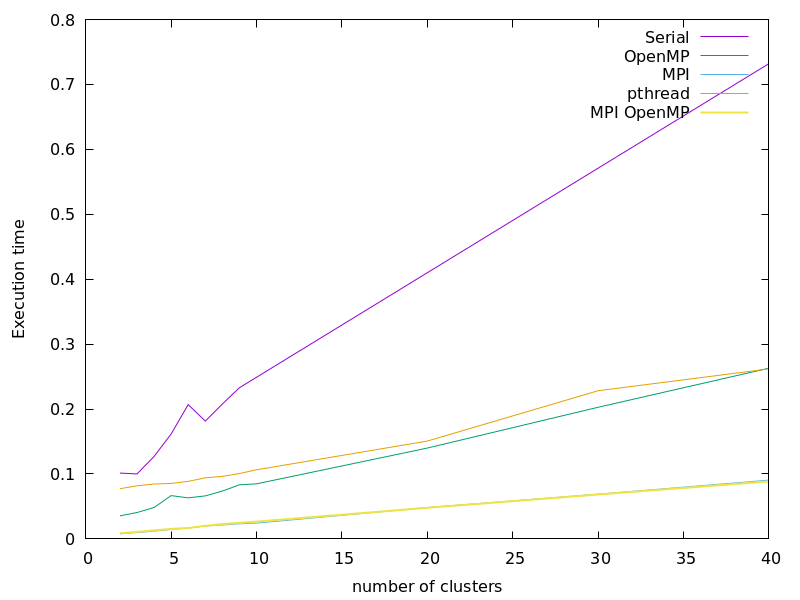 0.8
0.7
0.6
0.5
0.4
0.3
0.2
0.1
0
0 5 10 15 20 25 30 35 40
Execution time
number of clusters
Serial
OpenMP
MPI
pthread
MPI OpenMP